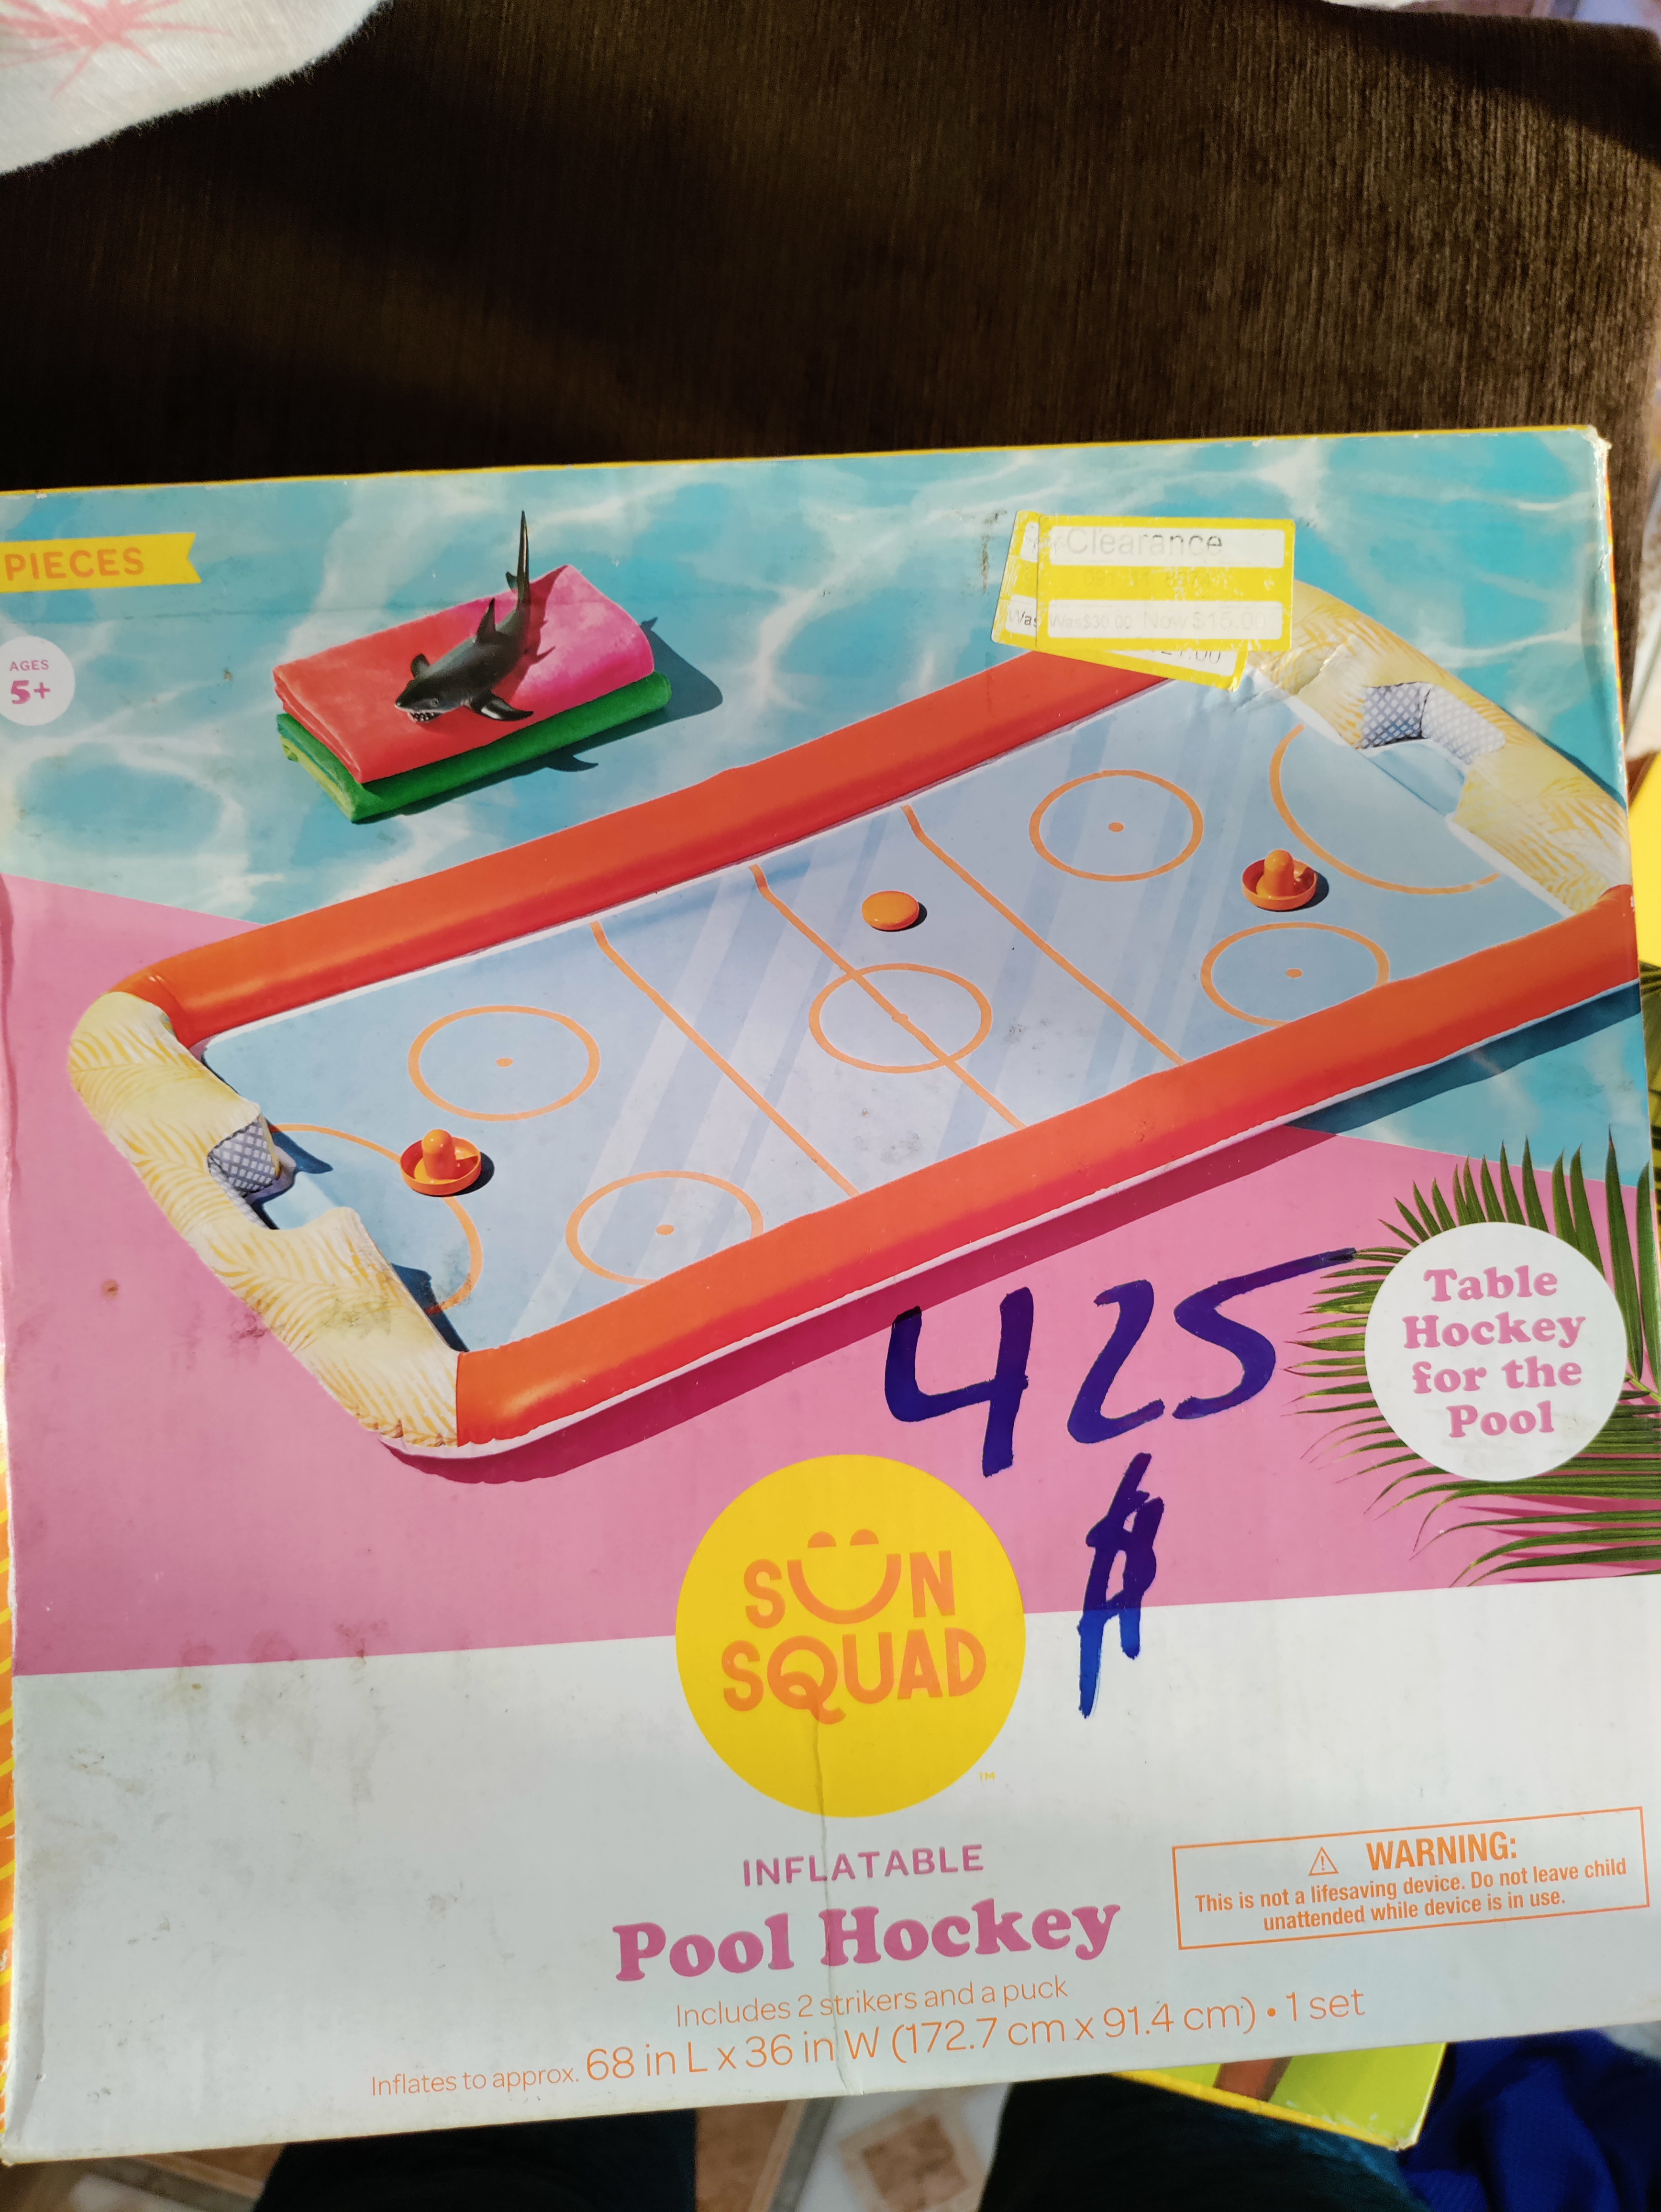 PIECES
AGES
5+
Clearance
Was
Was$30.00 Now $15.00
Table
Hockey
for the
Pool
425
SUN
SQUAD
TM
INFLATABLE
Pool Hockey
Includes 2 strikers and a puck
Inflates to approx. 68 in L x 36 in W (172.7 cm x 91.4 cm) • 1 set
⚠ WARNING:
This is not a lifesaving device. Do not leave child
unattended while device is in use.